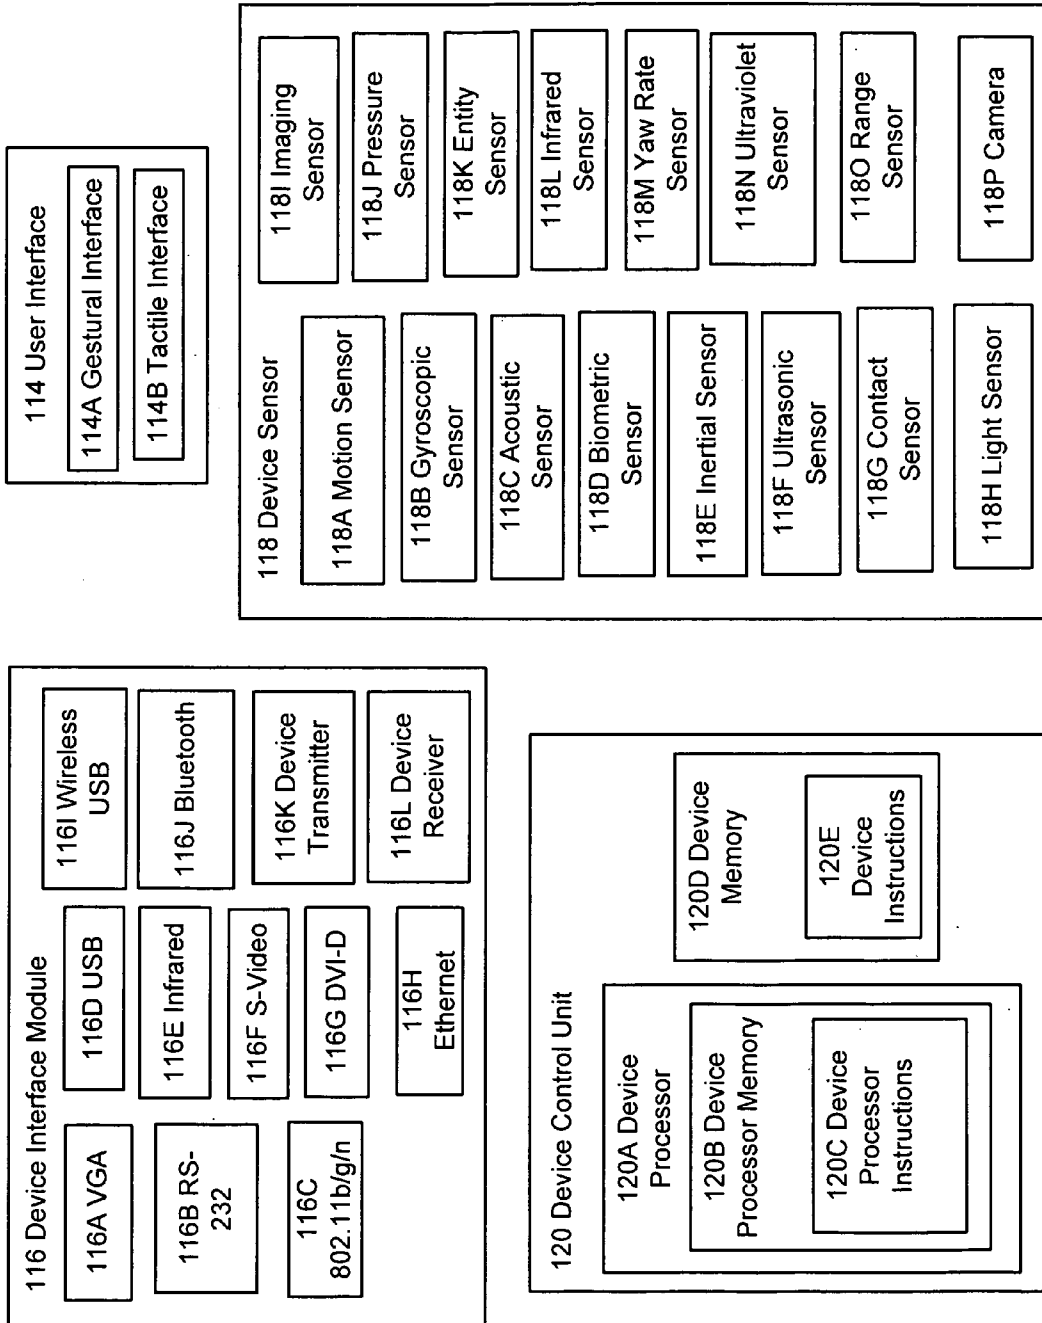 116 Device Interface Module
116A VGA
116B RS-
232
116C
802.11b/g/n
116D USB
116E Infrared
116F S-Video
116G DVI-D
116H
Ethernet
116I Wireless
USB
116J Bluetooth
116K Device
Transmitter
116L Device
Receiver
114 User Interface
114A Gestural Interface
114B Tactile Interface
120 Device Control Unit
120A Device
Processor
120B Device
Processor Memory
120C Device
Processor
Instructions
120D Device
Memory
120E
Device
Instructions
118 Device Sensor
118A Motion Sensor
118B Gyroscopic
Sensor
118C Acoustic
Sensor
118D Biometric
Sensor
118E Inertial Sensor
118F Ultrasonic
Sensor
118G Contact
Sensor
118H Light Sensor
118I Imaging
Sensor
118J Pressure
Sensor
118K Entity
Sensor
118L Infrared
Sensor
118M Yaw Rate
Sensor
118N Ultraviolet
Sensor
118O Range
Sensor
118P Camera